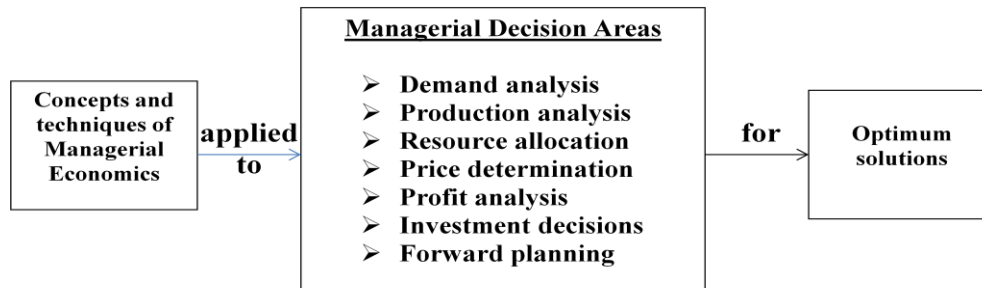 Concepts and
techniques of
Managerial
Economics
applied
to
Managerial Decision Areas
➢ Demand analysis
➢ Production analysis
➢ Resource allocation
➢ Price determination
➢ Profit analysis
➢ Investment decisions
➢ Forward planning
for
Optimum
solutions